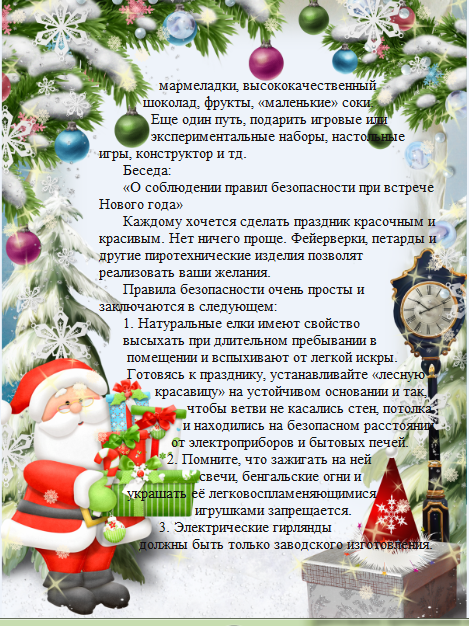 мармеладки, высококачественный
шоколад, фрукты, «маленькие» соки.
Еще один путь, подарить игровые или
экспериментальные наборы, настольные
игры, конструктор и тд.
Беседа:
«О соблюдении правил безопасности при встрече
Нового года»
Каждому хочется сделать праздник красочным и
красивым. Нет ничего проще. Фейерверки, петарды и
другие пиротехнические изделия позволят
реализовать ваши желания.
Правила безопасности очень просты и
заключаются в следующем:
1. Натуральные елки имеют свойство
высыхать при длительном пребывании в
помещении и вспыхивают от легкой искры.
Готовясь к празднику, устанавливайте «лесную
красавицу» на устойчивом основании и так,
чтобы ветви не касались стен, потолка
и находились на безопасном расстоянии
от электроприборов и бытовых печей.
2. Помните, что зажигать на ней
свечи, бенгальские огни и
украшать её легковоспламеняющимися
игрушками запрещается.
3. Электрические гирлянды
должны быть только заводского изготовления.